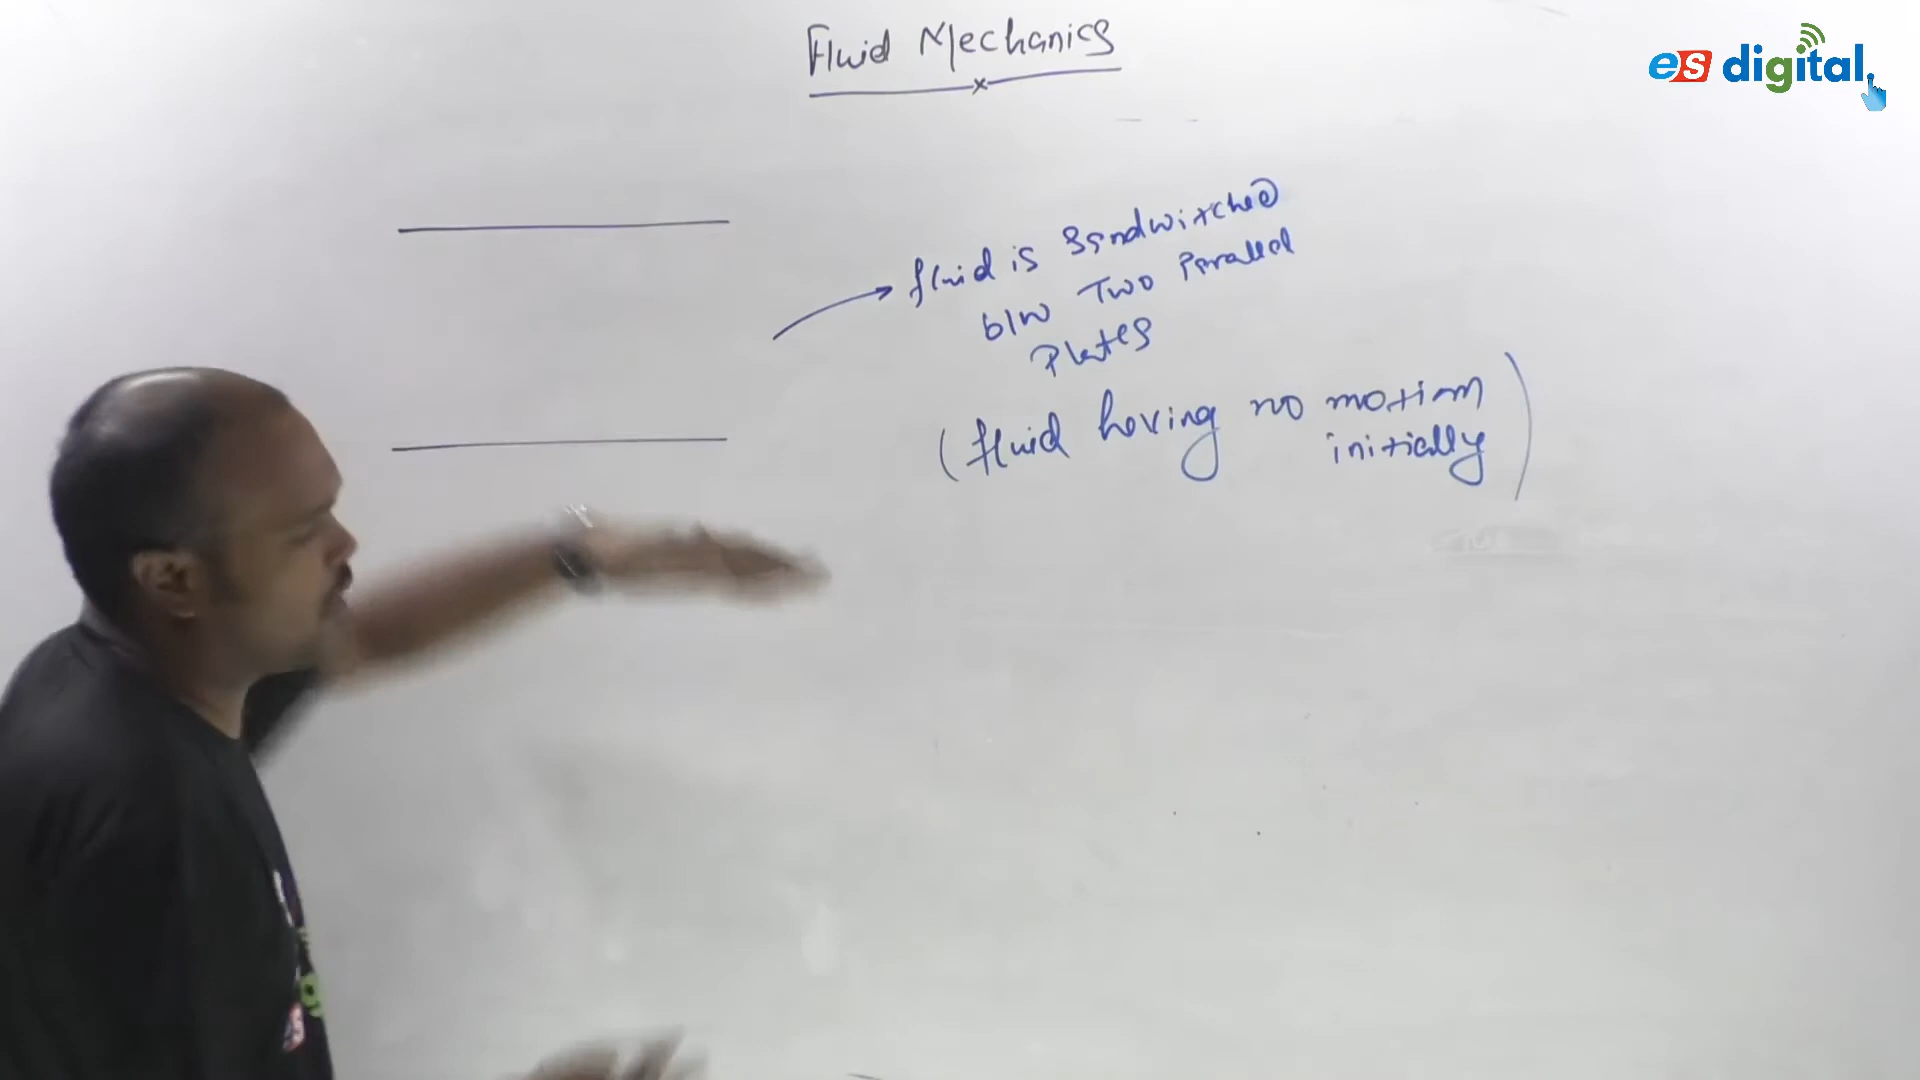 Fluid Mechanics
es digital
fluid is sandwitched
b/w Two Parallel
Plates
(fluid having no motion
initially)